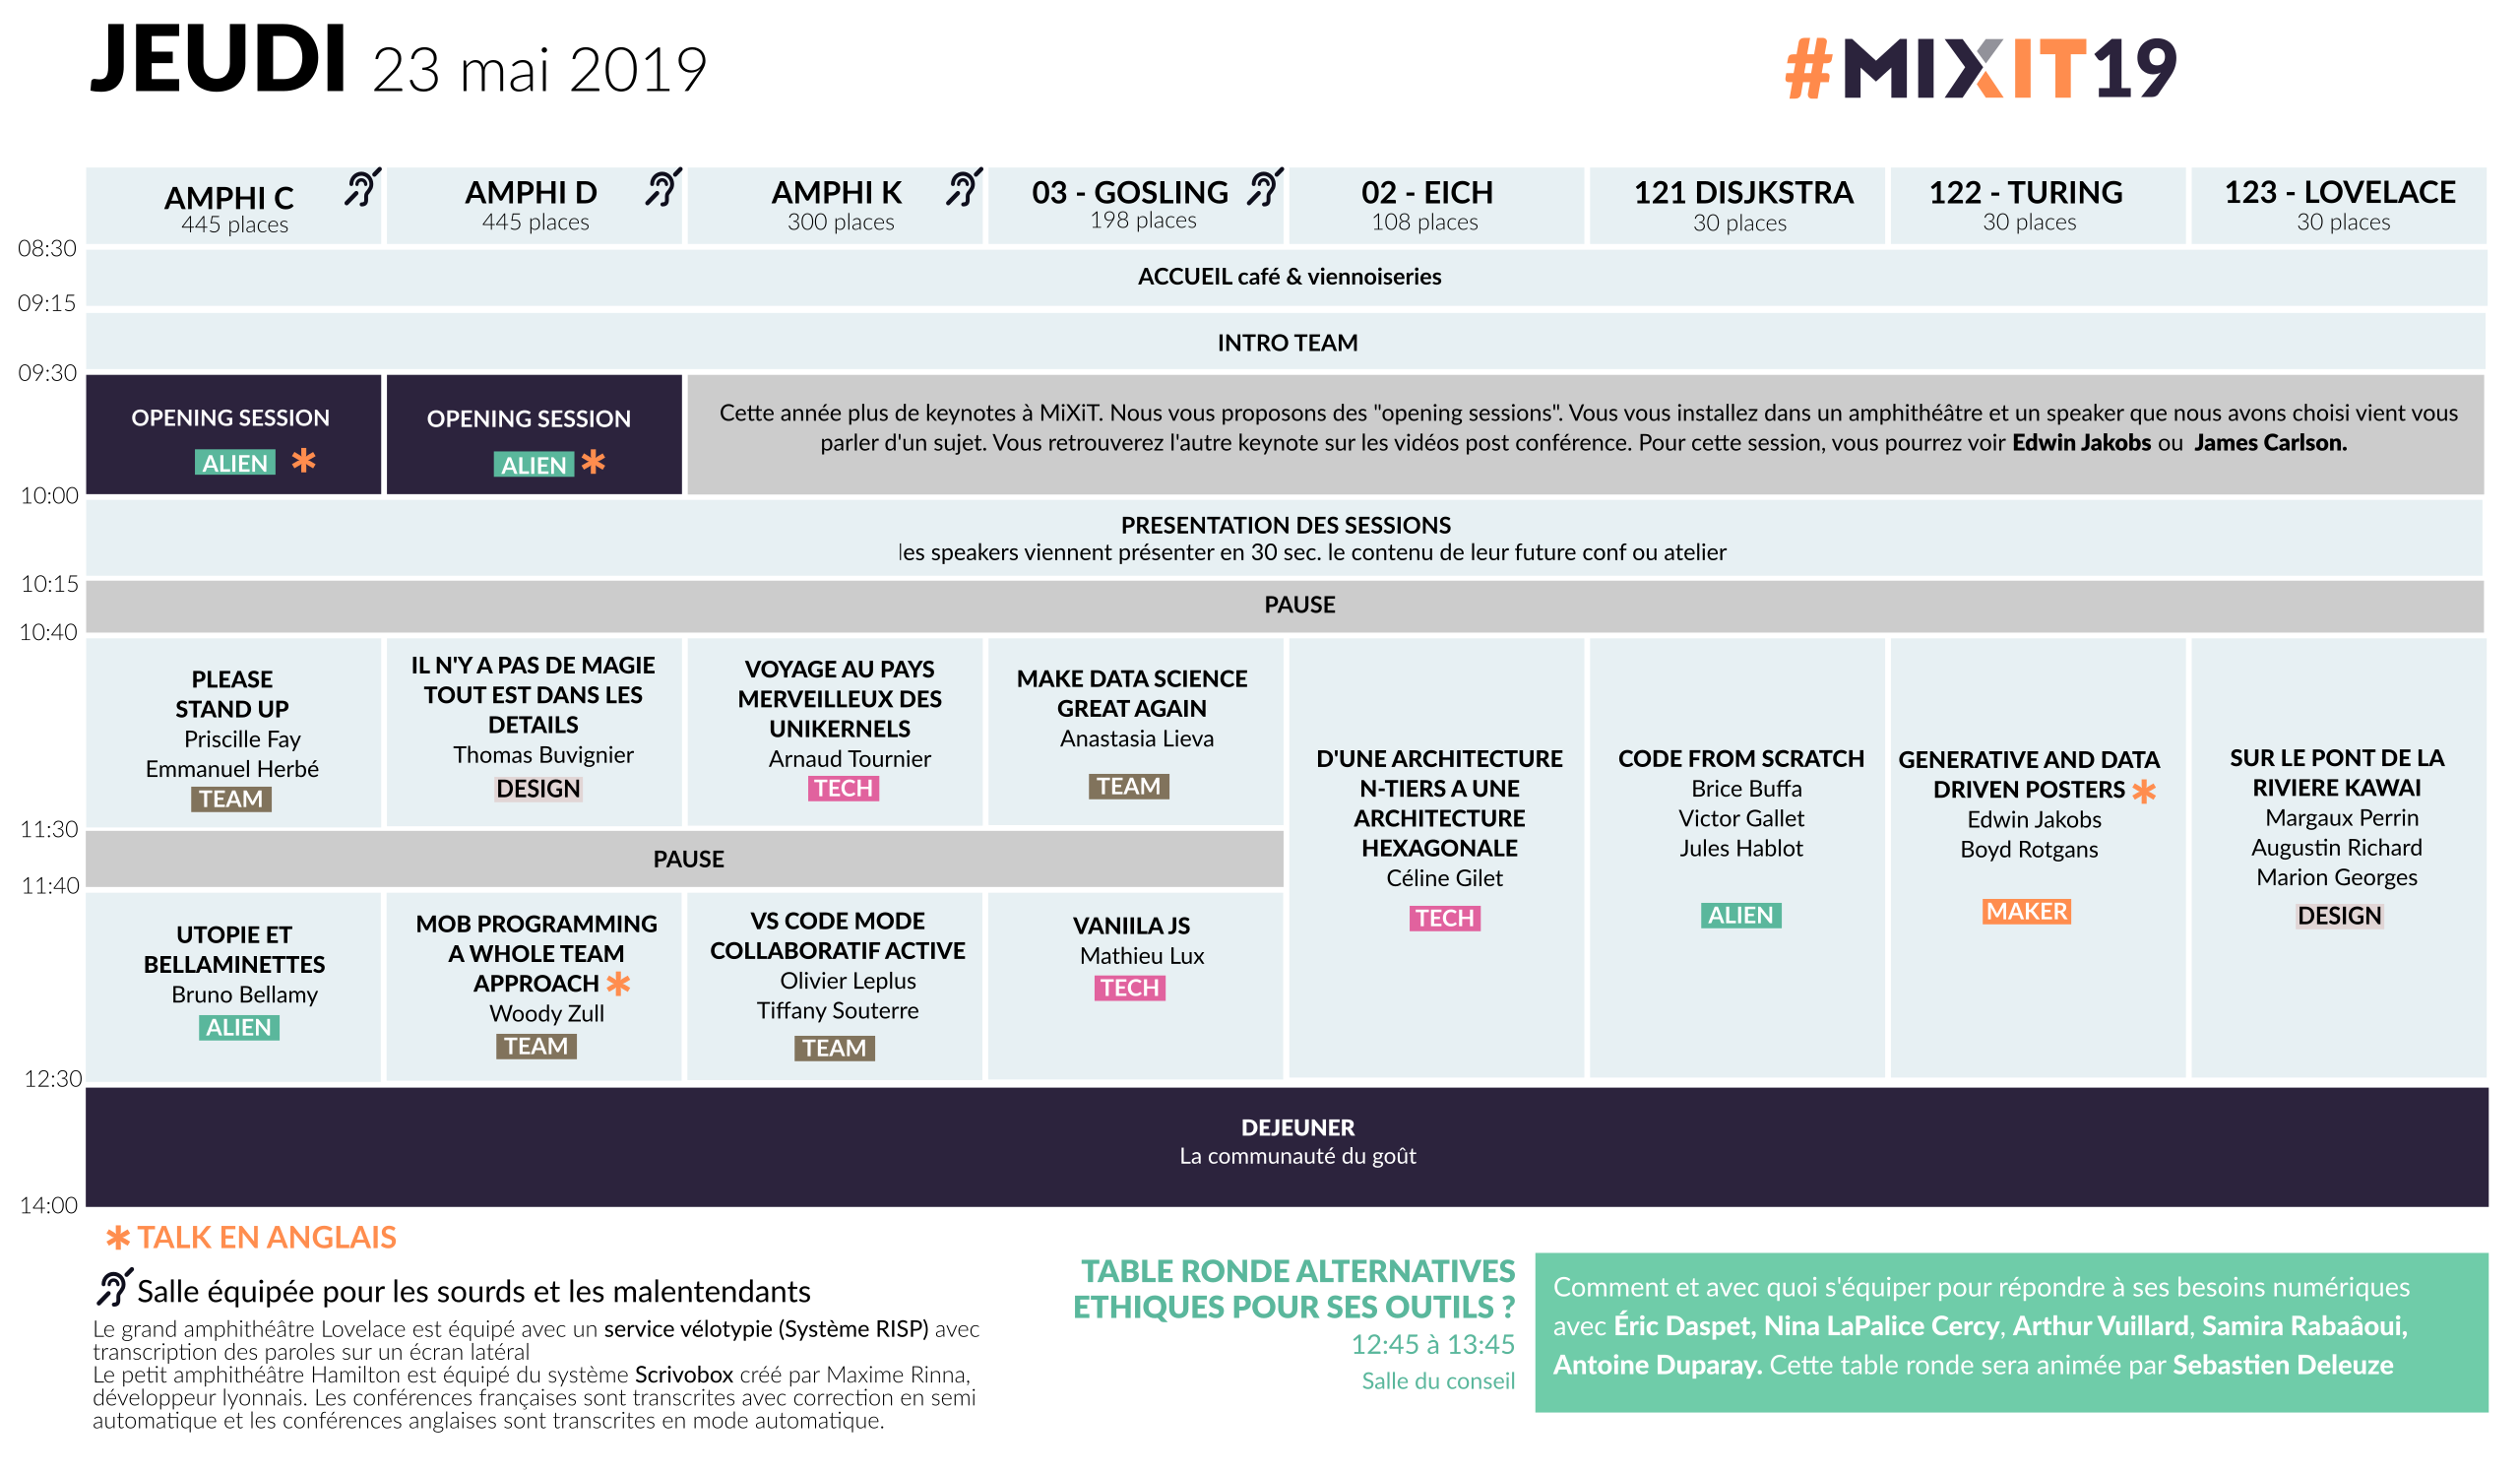 JEUDI 23 mai 2019
#MIXIT19
AMPHI C
445 places
AMPHI D
445 places
AMPHI K
300 places
03 - GOSLING
198 places
02 - EICH
108 places
121 DISJKSTRA
30 places
122 - TURING
30 places
123 - LOVELACE
30 places
08:30
ACCUEIL café & viennoiseries
09:15
INTRO TEAM
09:30
OPENING SESSION
ALIEN *
OPENING SESSION
ALIEN *
Cette année plus de keynotes à MiXiT. Nous vous proposons des "opening sessions". Vous vous installez dans un amphithéâtre et un speaker que nous avons choisi vient vous
parler d'un sujet. Vous retrouverez l'autre keynote sur les vidéos post conférence. Pour cette session, vous pourrez voir Edwin Jakobs ou James Carlson.
10:00
PRESENTATION DES SESSIONS
les speakers viennent présenter en 30 sec. le contenu de leur future conf ou atelier
10:15
PAUSE
10:40
PLEASE
STAND UP
Priscille Fay
Emmanuel Herbé
TEAM
IL N'Y A PAS DE MAGIE
TOUT EST DANS LES
DETAILS
Thomas Buvignier
DESIGN
VOYAGE AU PAYS
MERVEILLEUX DES
UNIKERNELS
Arnaud Tournier
TECH
MAKE DATA SCIENCE
GREAT AGAIN
Anastasia Lieva
TEAM
D'UNE ARCHITECTURE
N-TIERS A UNE
ARCHITECTURE
HEXAGONALE
Céline Gilet
TECH
CODE FROM SCRATCH
Brice Buffa
Victor Gallet
Jules Hablot
ALIEN
GENERATIVE AND DATA
DRIVEN POSTERS *
Edwin Jakobs
Boyd Rotgans
MAKER
SUR LE PONT DE LA
RIVIERE KAWAI
Margaux Perrin
Augustin Richard
Marion Georges
DESIGN
11:30
PAUSE
11:40
UTOPIE ET
BELLAMINETTES
Bruno Bellamy
ALIEN
MOB PROGRAMMING
A WHOLE TEAM
APPROACH *
Woody Zull
TEAM
VS CODE MODE
COLLABORATIF ACTIVE
Olivier Leplus
Tiffany Souterre
TEAM
VANIILA JS
Mathieu Lux
TECH
12:30
DEJEUNER
La communauté du goût
14:00
* TALK EN ANGLAIS
Salle équipée pour les sourds et les malentendants
Le grand amphithéâtre Lovelace est équipé avec un service vélotypie (Système RISP) avec
transcription des paroles sur un écran latéral
Le petit amphithéâtre Hamilton est équipé du système Scrivobox créé par Maxime Rinna,
développeur lyonnais. Les conférences françaises sont transcrites avec correction en semi
automatique et les conférences anglaises sont transcrites en mode automatique.
TABLE RONDE ALTERNATIVES
ETHIQUES POUR SES OUTILS ?
12:45 à 13:45
Salle du conseil
Comment et avec quoi s'équiper pour répondre à ses besoins numériques
avec Éric Daspet, Nina LaPalice Cercy, Arthur Vuillard, Samira Rabaâoui,
Antoine Duparay. Cette table ronde sera animée par Sebastien Deleuze